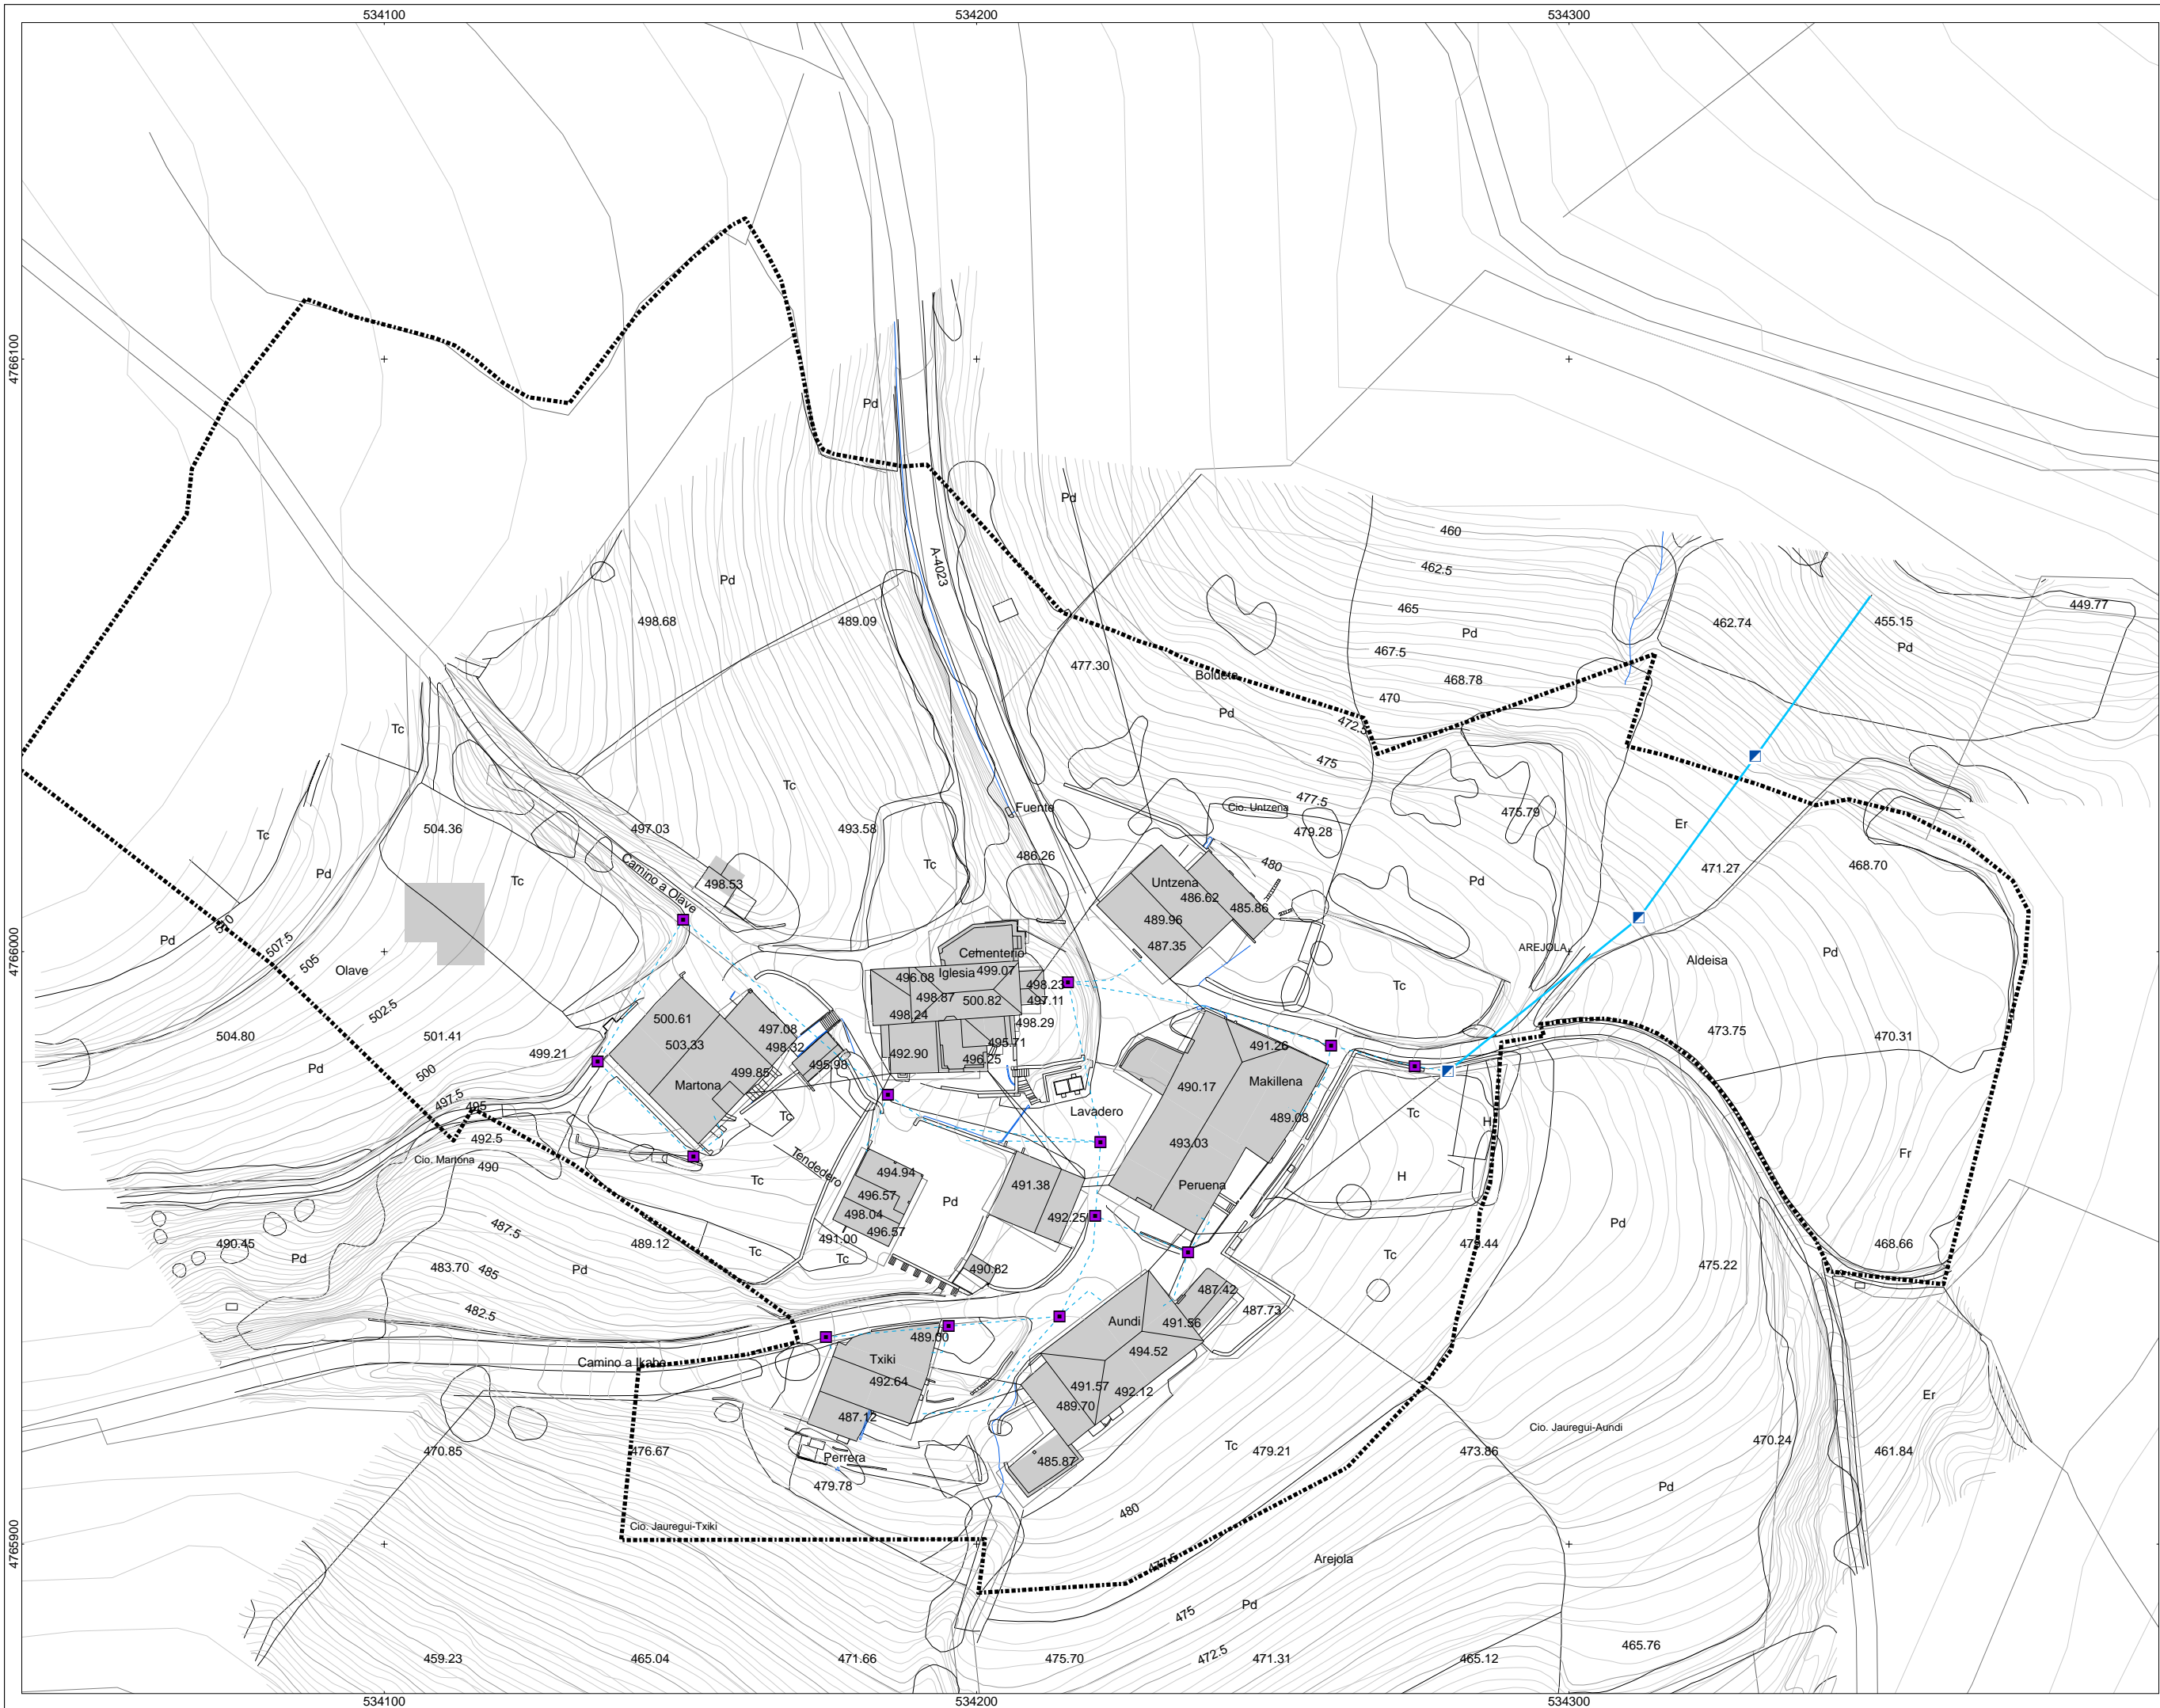 534100
534200
534300
4766100
Pd
Pd
A-4023
460
Pd
462.5
449.77
465
498.68
489.09
462.74
455.15
Pd
467.5
Pd
477.30
Bolueta
468.78
470
Pd
Tc
472.5
475
Tc
477.5
Cio. Untzena
Fuente
475.79
Er
Tc
504.36
497.03
493.58
479.28
486.26
480
471.27
468.70
Tc
Camino a Olave
Pd
Tc
498.53
Untzena
486.62
Pd
485.86
489.96
4766000
Pd
507.5
487.35
Cementerio
AREJOLA
Pd
505
Olave
Iglesia
499.07
496.08
498.23
Aldeisa
Tc
498.87
500.82
497.11
502.5
500.61
498.24
498.29
497.08
473.75
504.80
501.41
503.33
498.32
495.71
491.26
470.31
499.21
492.90
496.25
Pd
500
499.85
495.98
Martona
490.17
Makillena
497.5
495
Tc
Lavadero
489.08
Tc
H
492.5
493.03
Cio. Martona
490
Tendedero
Fr
Tc
494.94
H
491.38
Peruena
496.57
Pd
498.04
492.25
487.5
496.57
491.00
Pd
490.45
489.12
Tc
Tc
479.44
468.66
Pd
483.70
485
Pd
Tc
490.82
475.22
487.42
482.5
487.73
Aundi
491.56
489.00
494.52
Camino a Ikabe
Txiki
492.64
491.57
492.12
Er
489.70
487.12
Cio. Jauregui-Aundi
470.85
476.67
Tc
479.21
473.86
470.24
461.84
Perrera
485.87
479.78
Pd
480
Cio. Jauregui-Txiki
4765900
477.5
Arejola
475
Pd
465.76
459.23
465.04
471.66
475.70
472.5
471.31
465.12
534100
534200
534300